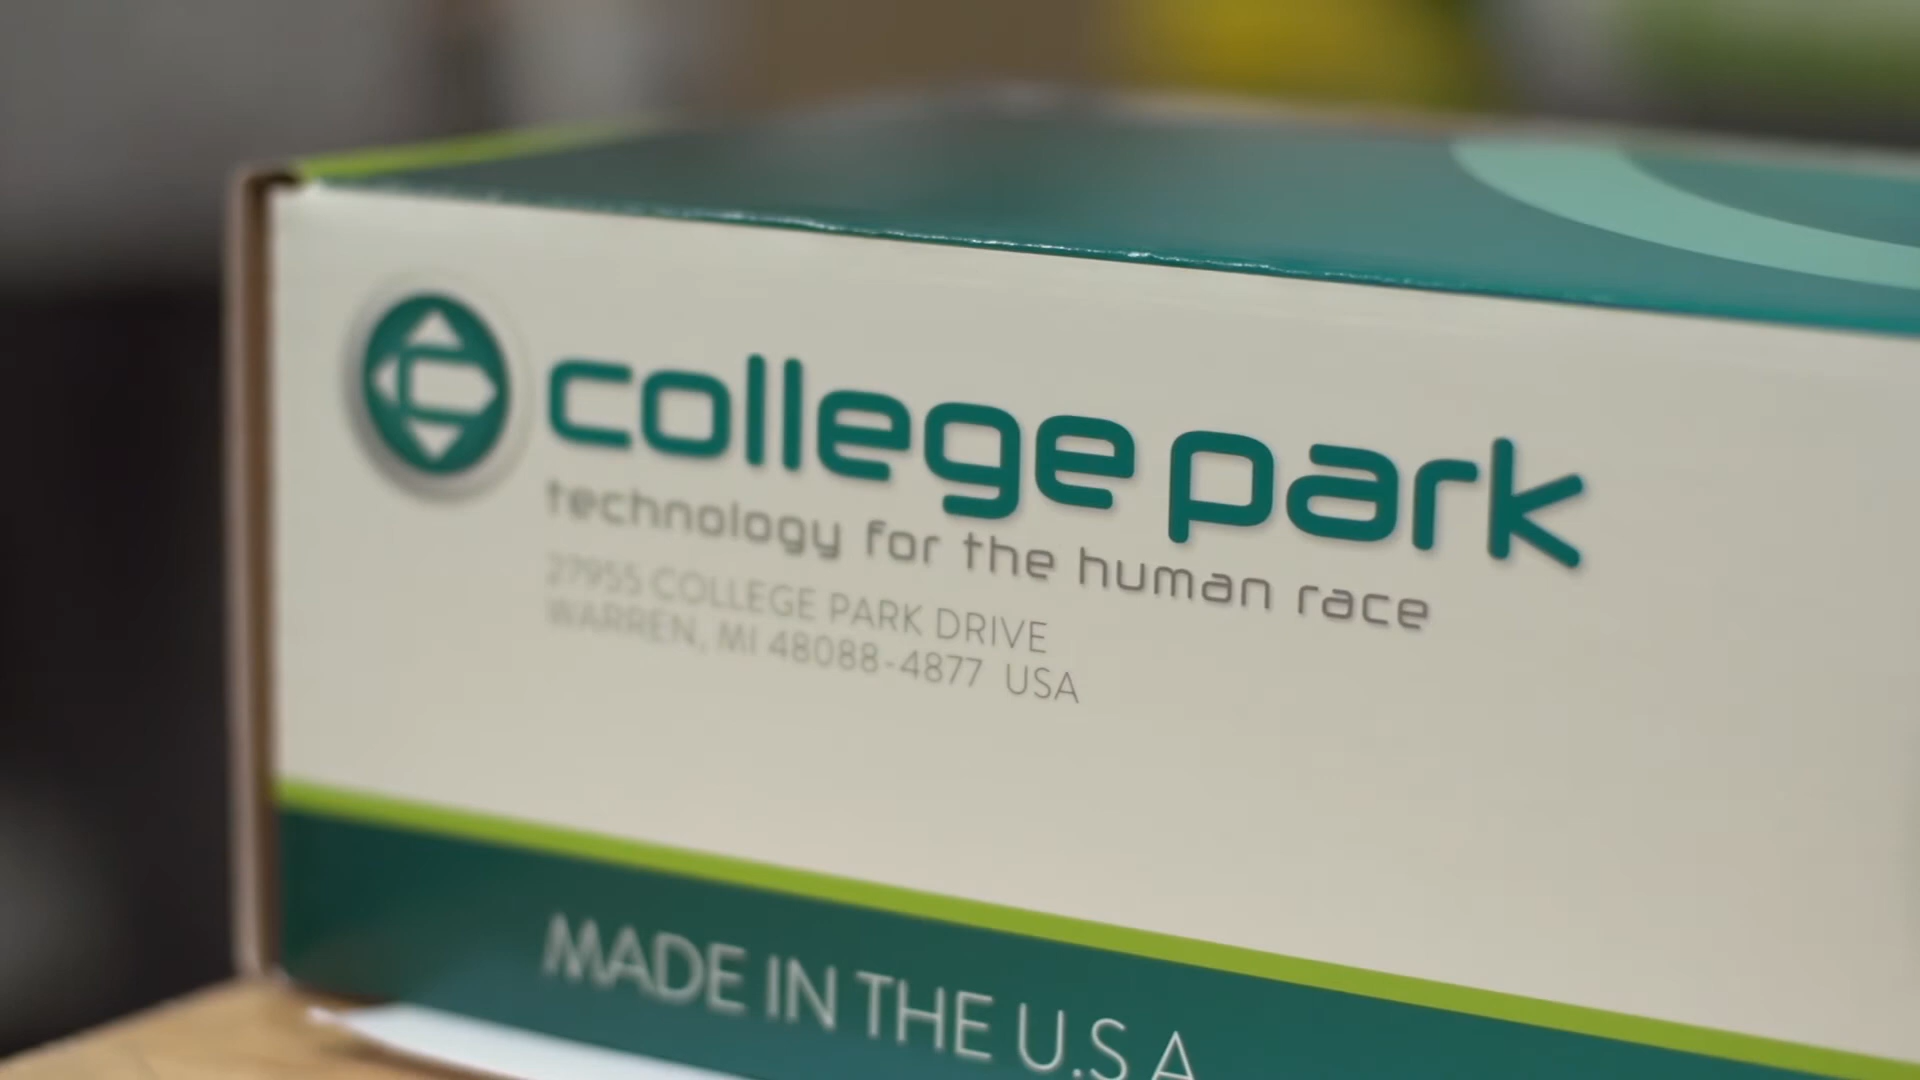 college park
technology for the human race
27955 COLLEGE PARK DRIVE
WARREN, MI 48088-4877 USA
MADE IN THE U.S.A